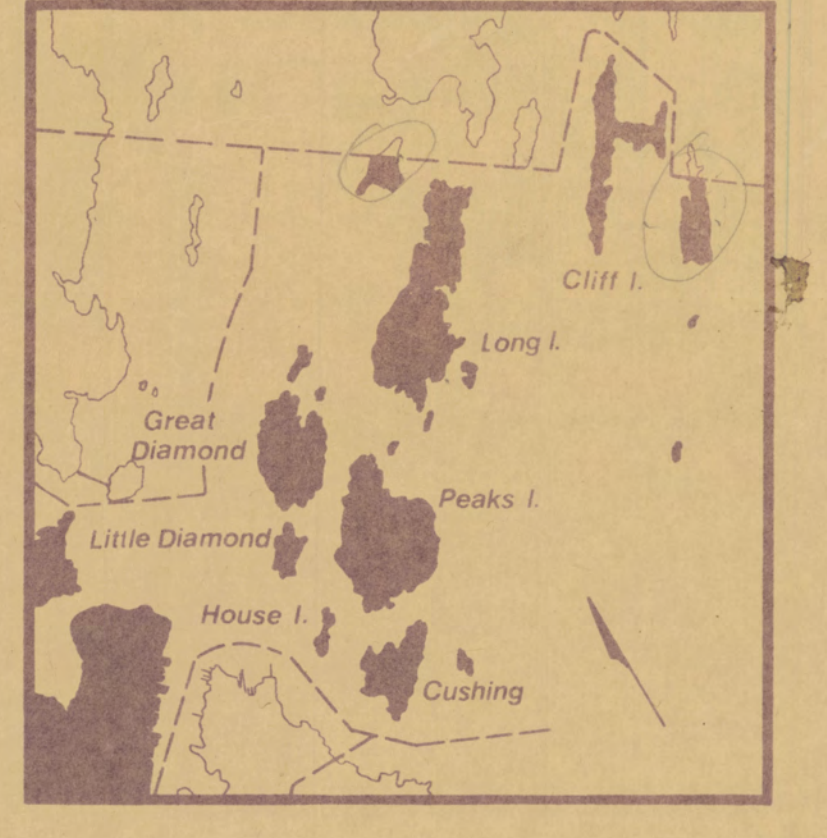 Cliff I.
Long I.
Great
Diamond
Peaks I.
Little Diamond
House I.
Cushing